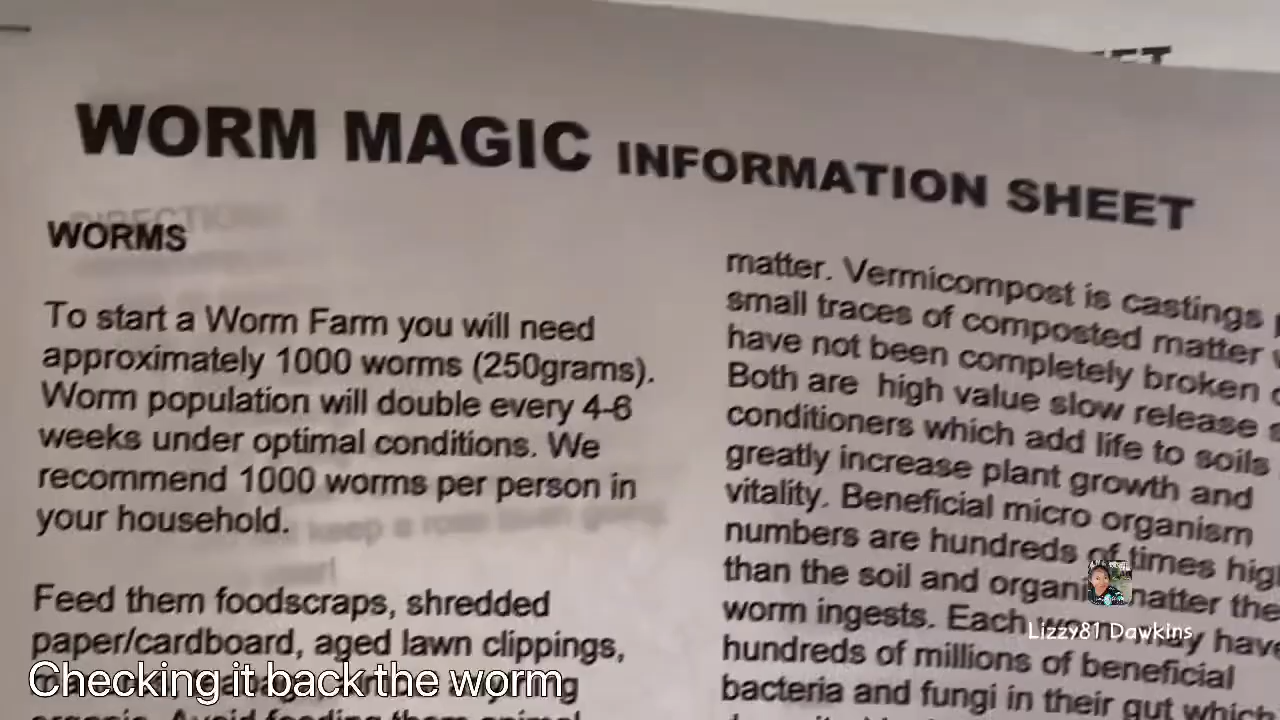 WORM MAGIC INFORMATION SHEET
WORMS
To start a Worm Farm you will need
approximately 1000 worms (250grams).
Worm population will double every 4-6
weeks under optimal conditions. We
recommend 1000 worms per person in
your household.
Feed them foodscraps, shredded
paper/cardboard, aged lawn clippings,
matter. Vermicompost is castings
small traces of composted matter
have not been completely broken
Both are high value slow release
conditioners which add life to soils
greatly increase plant growth and
vitality. Beneficial micro organism
numbers are hundreds of times
than the soil and matter
worm ingests. Each
hundreds of millions of beneficial
bacteria and fungi in their gut which
Lizzy81 Dawkins
Checking it back the worm